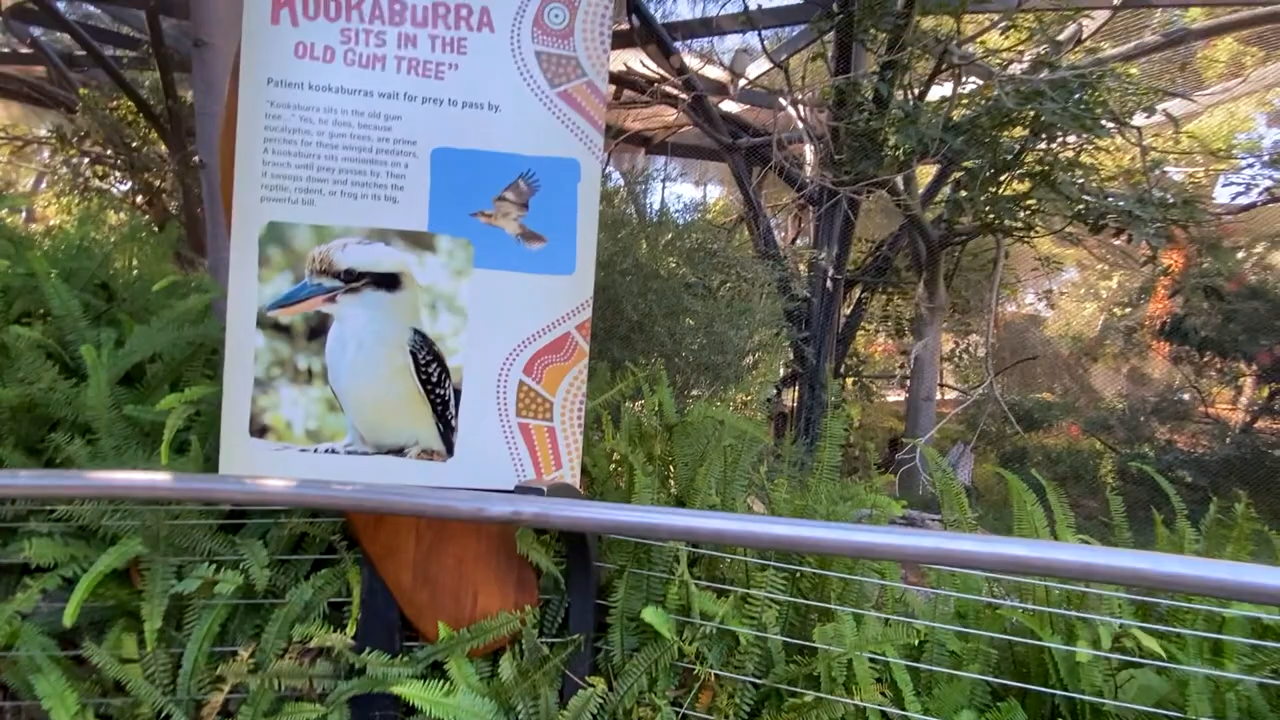 KOOKABURRA
SITS IN THE
OLD GUM TREE"
Patient kookaburras wait for prey to pass by.
"Kookaburra sits in the old gum
tree..." Yes, he does, because
eucalyptus, or gum trees, are prime
perches for these winged predators.
A kookaburra sits motionless on a
branch until prey passes by. Then
it swoops down and snatches the
reptile, rodent, or frog in its big,
powerful bill.